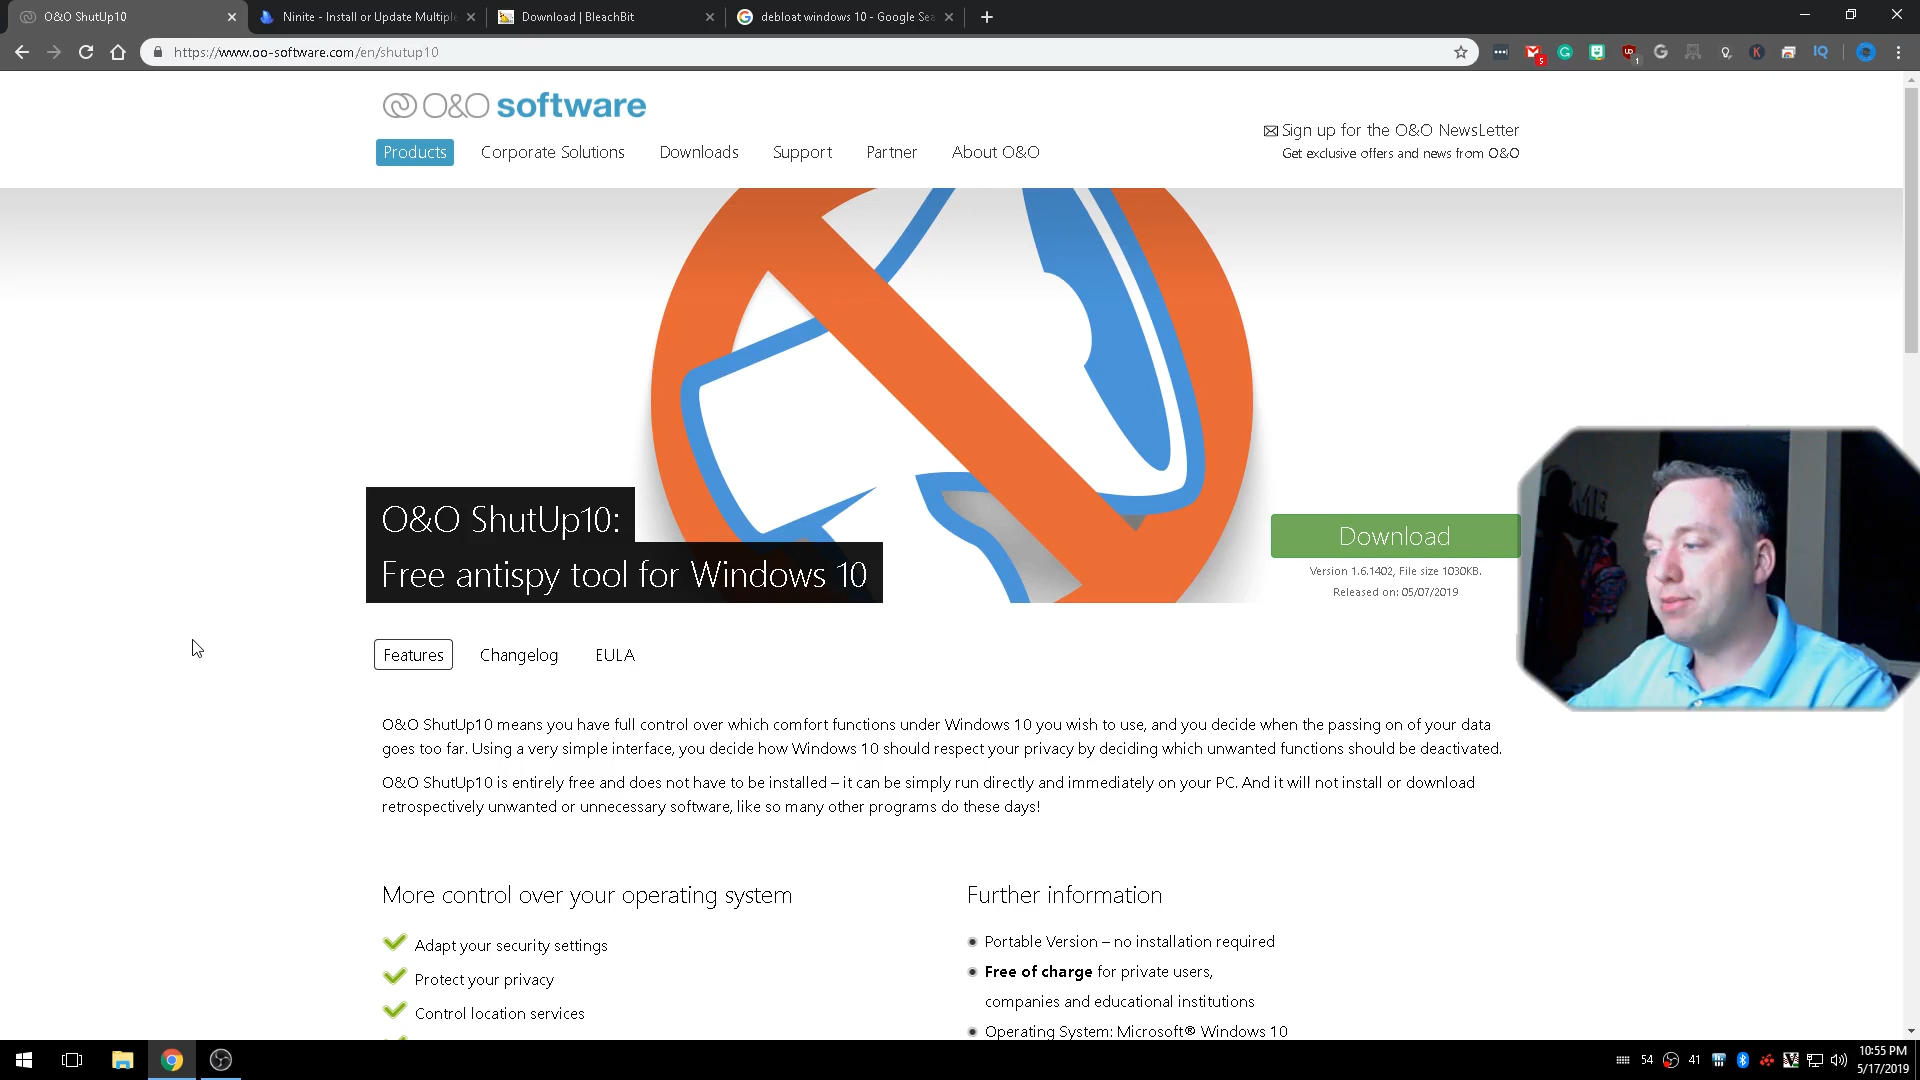 O&O ShutUp10
Ninite - Install or Update Multiple
Download | BleachBit
debloat windows 10 - Google Sea
https://www.oo-software.com/en/shutup10
O&O software
Sign up for the O&O NewsLetter
Get exclusive offers and news from O&O
Products
Corporate Solutions
Downloads
Support
Partner
About O&O
O&O ShutUp10:
Free antispy tool for Windows 10
Download
Version 1.6.1402, File size 1030KB.
Released on: 05/07/2019
Features
Changelog
EULA
O&O ShutUp10 means you have full control over which comfort functions under Windows 10 you wish to use, and you decide when the passing on of your data
goes too far. Using a very simple interface, you decide how Windows 10 should respect your privacy by deciding which unwanted functions should be deactivated.
O&O ShutUp10 is entirely free and does not have to be installed – it can be simply run directly and immediately on your PC. And it will not install or download
retrospectively unwanted or unnecessary software, like so many other programs do these days!
More control over your operating system
Adapt your security settings
Protect your privacy
Control location services
Further information
Portable Version – no installation required
Free of charge for private users,
companies and educational institutions
Operating System: Microsoft® Windows 10
54
41
10:55 PM
5/17/2019